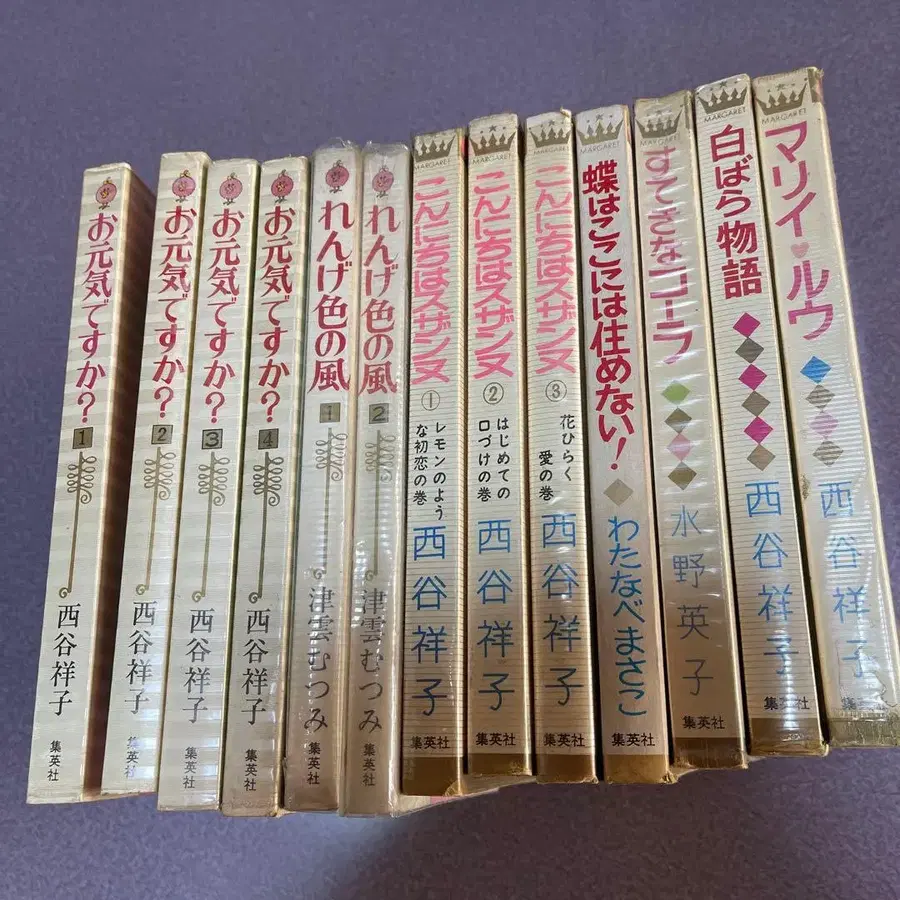 お元気ですか?
1
西谷祥子
集英社
お元気ですか?
2
西谷祥子
集英社
お元気ですか?
3
西谷祥子
集英社
お元気ですか?
4
西谷祥子
集英社
れんげ色の風
1
津雲むつみ
集英社
れんげ色の風
2
津雲むつみ
集英社
MARGARET
こんにちはスザンヌ
①
レモンのよう
な初恋の巻
西谷祥子
集英社
MARGARET
こんにちはスザンヌ
②
はじめての
口づけの巻
西谷祥子
集英社
MARGARET
こんにちはスザンヌ
③
花ひらく
愛の巻
西谷祥子
集英社
MARGARET
蝶はここには住めない!
わたなべまさこ
集英社
MARGARET
すてきなコーラ
水野英子
集英社
MARGARET
白ばら物語
西谷祥子
集英社
MARGARET
マリイ♥ルウ
西谷祥子
集英社